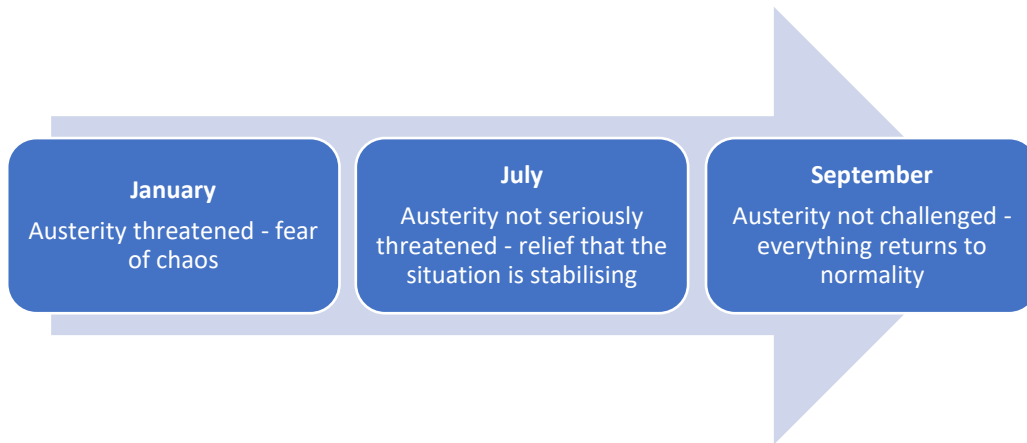 January
Austerity threatened - fear
of chaos
July
Austerity not seriously
threatened - relief that the
situation is stabilising
September
Austerity not challenged -
everything returns to
normality